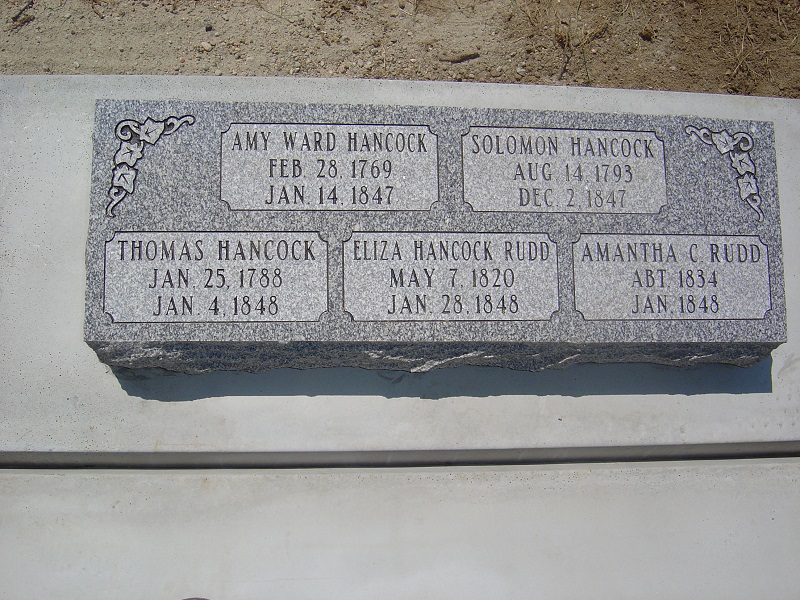 AMY WARD HANCOCK
FEB. 28, 1769
JAN. 14, 1847
SOLOMON HANCOCK
AUG 14, 1793
DEC. 2, 1847
THOMAS HANCOCK
JAN. 25, 1788
JAN. 4, 1848
ELIZA HANCOCK RUDD
MAY 7, 1820
JAN 28, 1848
AMANTHA C. RUDD
ABT. 1834
JAN. 1848